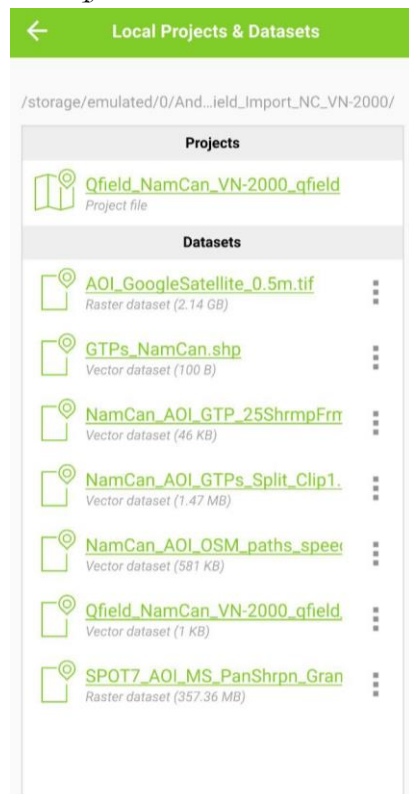 Local Projects & Datasets
/storage/emulated/0/And...ield_Import_NC_VN-2000/
Projects
Qfield_NamCan_VN-2000_qfield
Project file
Datasets
AOI_GoogleSatellite_0.5m.tif
Raster dataset (2.14 GB)
GTPs_NamCan.shp
Vector dataset (100 B)
NamCan_AOI_GTP_25ShrmpFrm
Vector dataset (46 KB)
NamCan_AOI_GTPs_Split_Clip1.
Vector dataset (1.47 MB)
NamCan_AOI_OSM_paths_speed
Vector dataset (581 KB)
Qfield_NamCan_VN-2000_qfield_
Vector dataset (1 KB)
SPOT7_AOI_MS_PanShrpn_Gran
Raster dataset (357.36 MB)